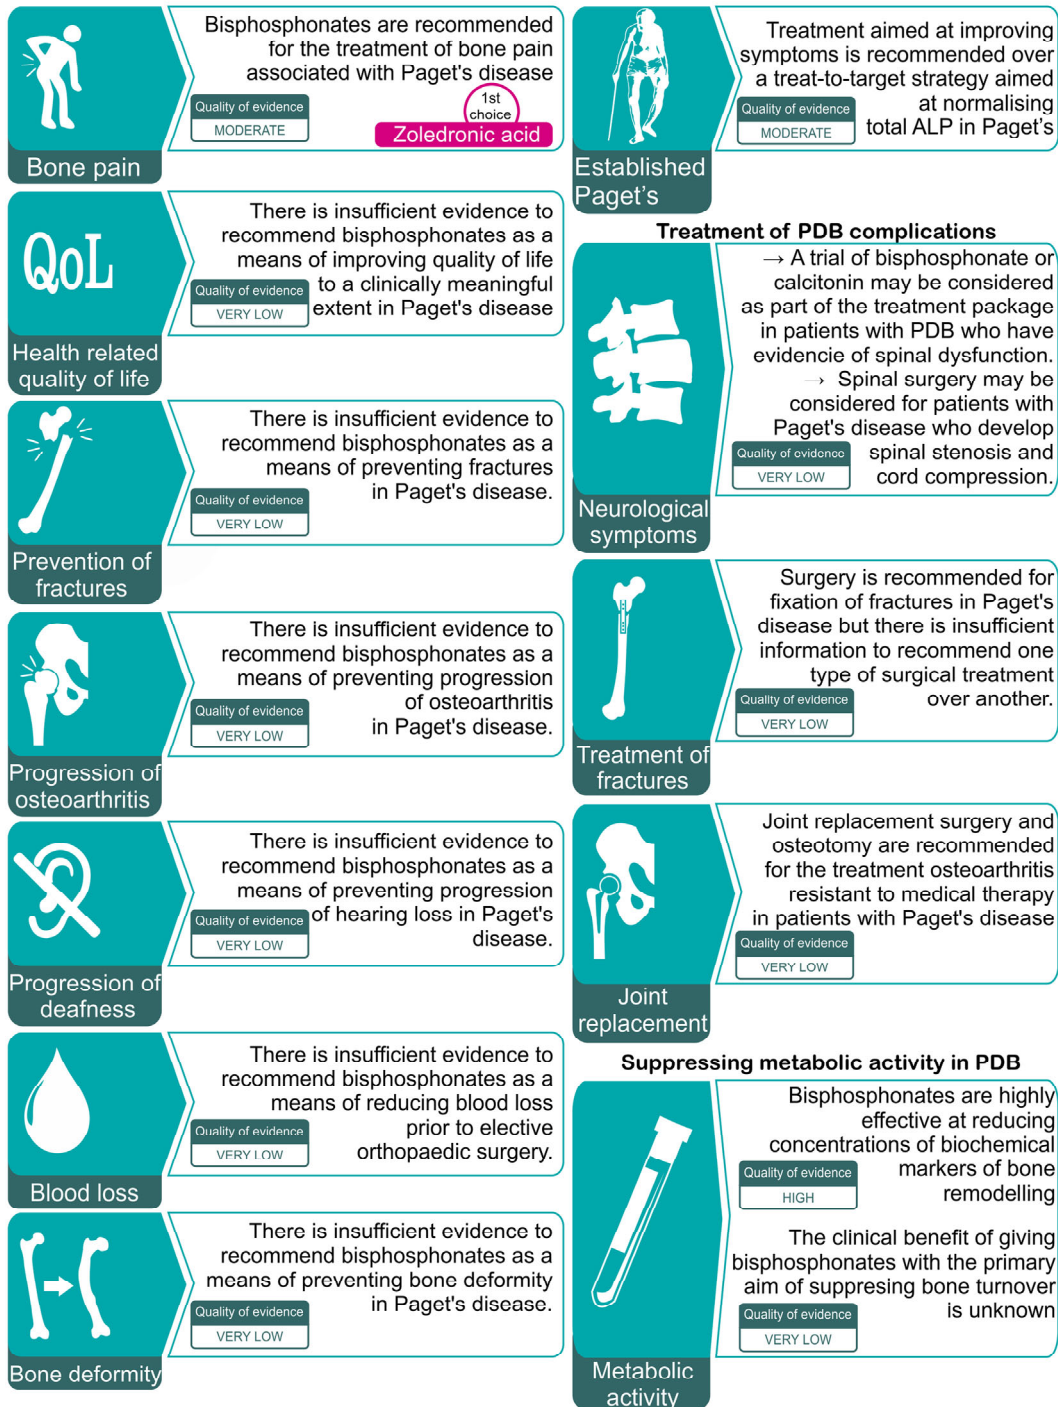 Bisphosphonates are recommended
for the treatment of bone pain
associated with Paget's disease
Quality of evidence
MODERATE
1st
choice
Zoledronic acid
Bone pain
QoL
There is insufficient evidence to
recommend bisphosphonates as a
means of improving quality of life
to a clinically meaningful
extent in Paget's disease
Quality of evidence
VERY LOW
Health related
quality of life
There is insufficient evidence to
recommend bisphosphonates as a
means of preventing fractures
in Paget's disease.
Quality of evidence
VERY LOW
Prevention of
fractures
There is insufficient evidence to
recommend bisphosphonates as a
means of preventing progression
of osteoarthritis
in Paget's disease.
Quality of evidence
VERY LOW
Progression of
osteoarthritis
There is insufficient evidence to
recommend bisphosphonates as a
means of preventing progression
of hearing loss in Paget's
disease.
Quality of evidence
VERY LOW
Progression of
deafness
There is insufficient evidence to
recommend bisphosphonates as a
means of reducing blood loss
prior to elective
orthopaedic surgery.
Quality of evidence
VERY LOW
Blood loss
There is insufficient evidence to
recommend bisphosphonates as a
means of preventing bone deformity
in Paget's disease.
Quality of evidence
VERY LOW
Bone deformity
Treatment aimed at improving
symptoms is recommended over
a treat-to-target strategy aimed
at normalising
total ALP in Paget's
Quality of evidence
MODERATE
Established
Paget's
Treatment of PDB complications
→ A trial of bisphosphonate or
calcitonin may be considered
as part of the treatment package
in patients with PDB who have
evidencie of spinal dysfunction.
→ Spinal surgery may be
considered for patients with
Paget's disease who develop
spinal stenosis and
cord compression.
Quality of evidence
VERY LOW
Neurological
symptoms
Surgery is recommended for
fixation of fractures in Paget's
disease but there is insufficient
information to recommend one
type of surgical treatment
over another.
Quality of evidence
VERY LOW
Treatment of
fractures
Joint replacement surgery and
osteotomy are recommended
for the treatment osteoarthritis
resistant to medical therapy
in patients with Paget's disease
Quality of evidence
VERY LOW
Joint
replacement
Suppressing metabolic activity in PDB
Bisphosphonates are highly
effective at reducing
concentrations of biochemical
markers of bone
remodelling
Quality of evidence
HIGH
The clinical benefit of giving
bisphosphonates with the primary
aim of suppresing bone turnover
is unknown
Quality of evidence
VERY LOW
Metabolic
activity